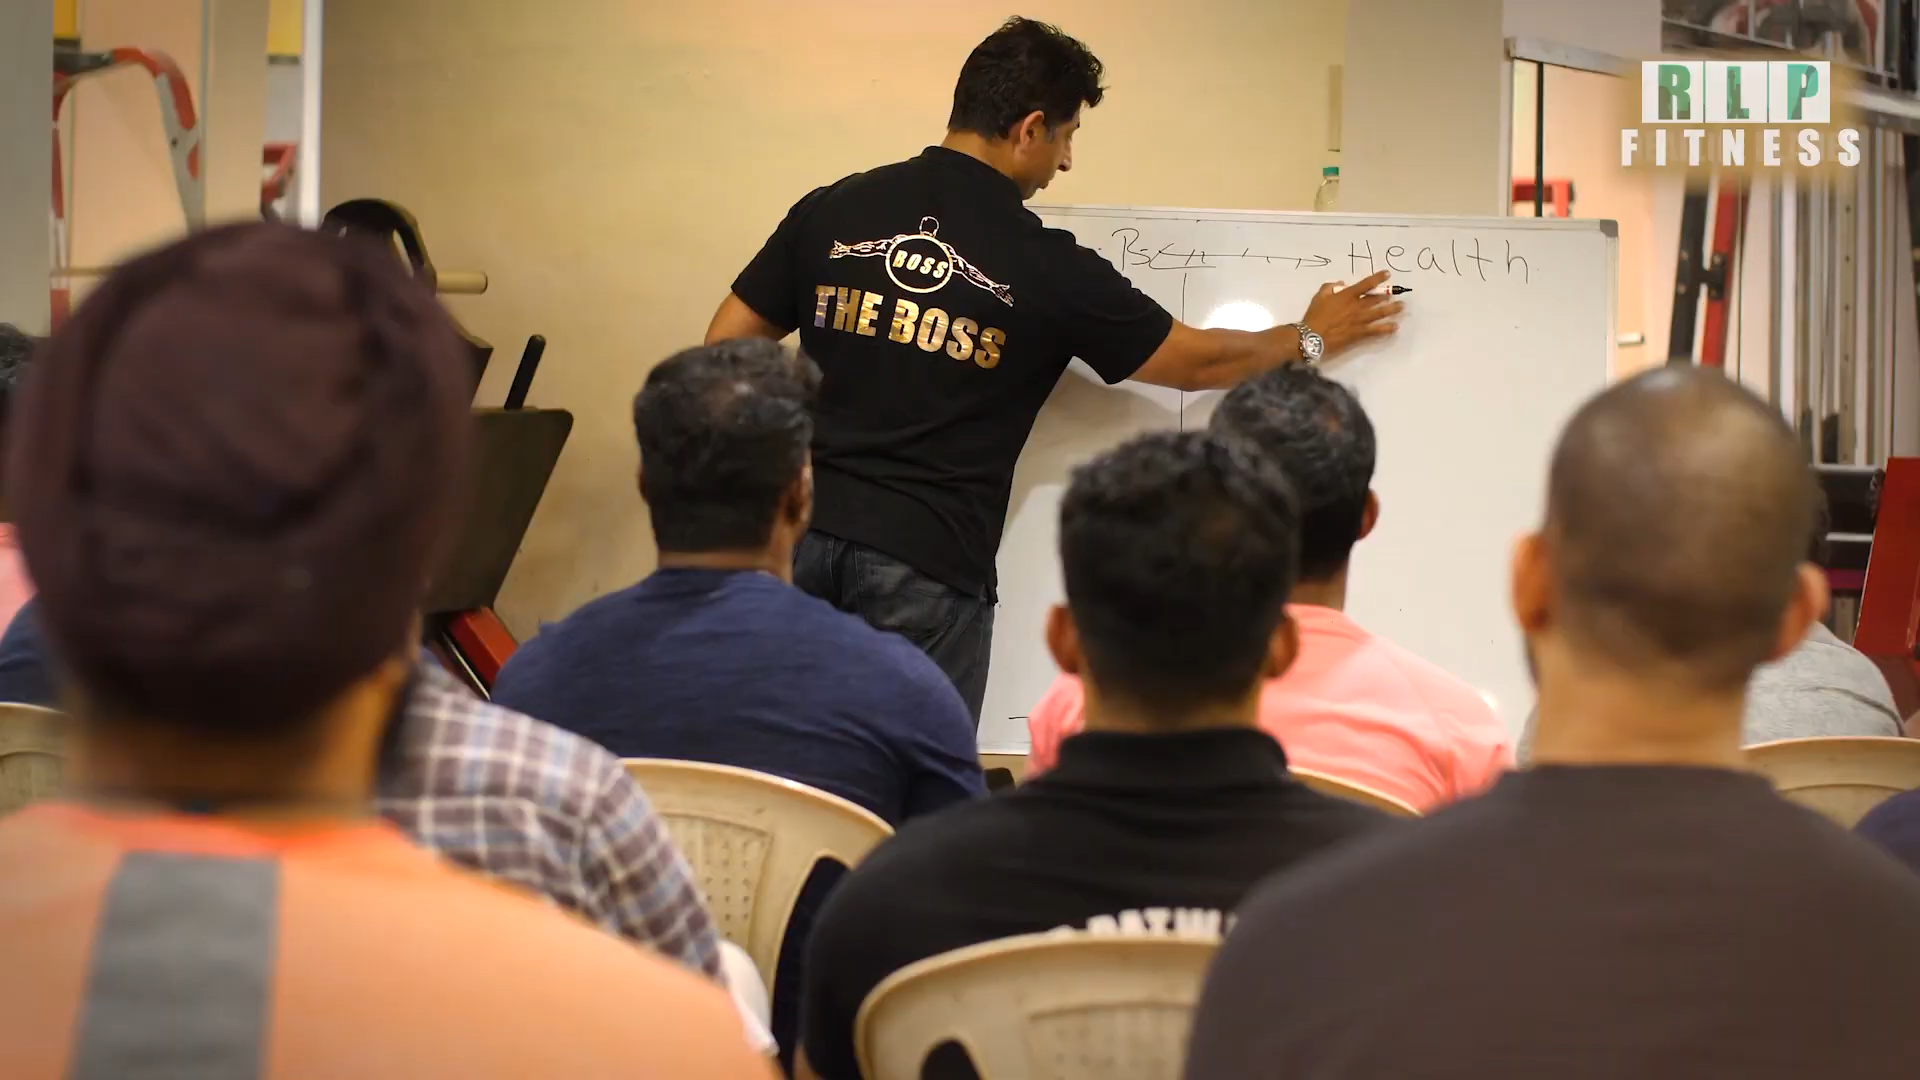 RLP
FITNESS
Health
BOSS
THE BOSS